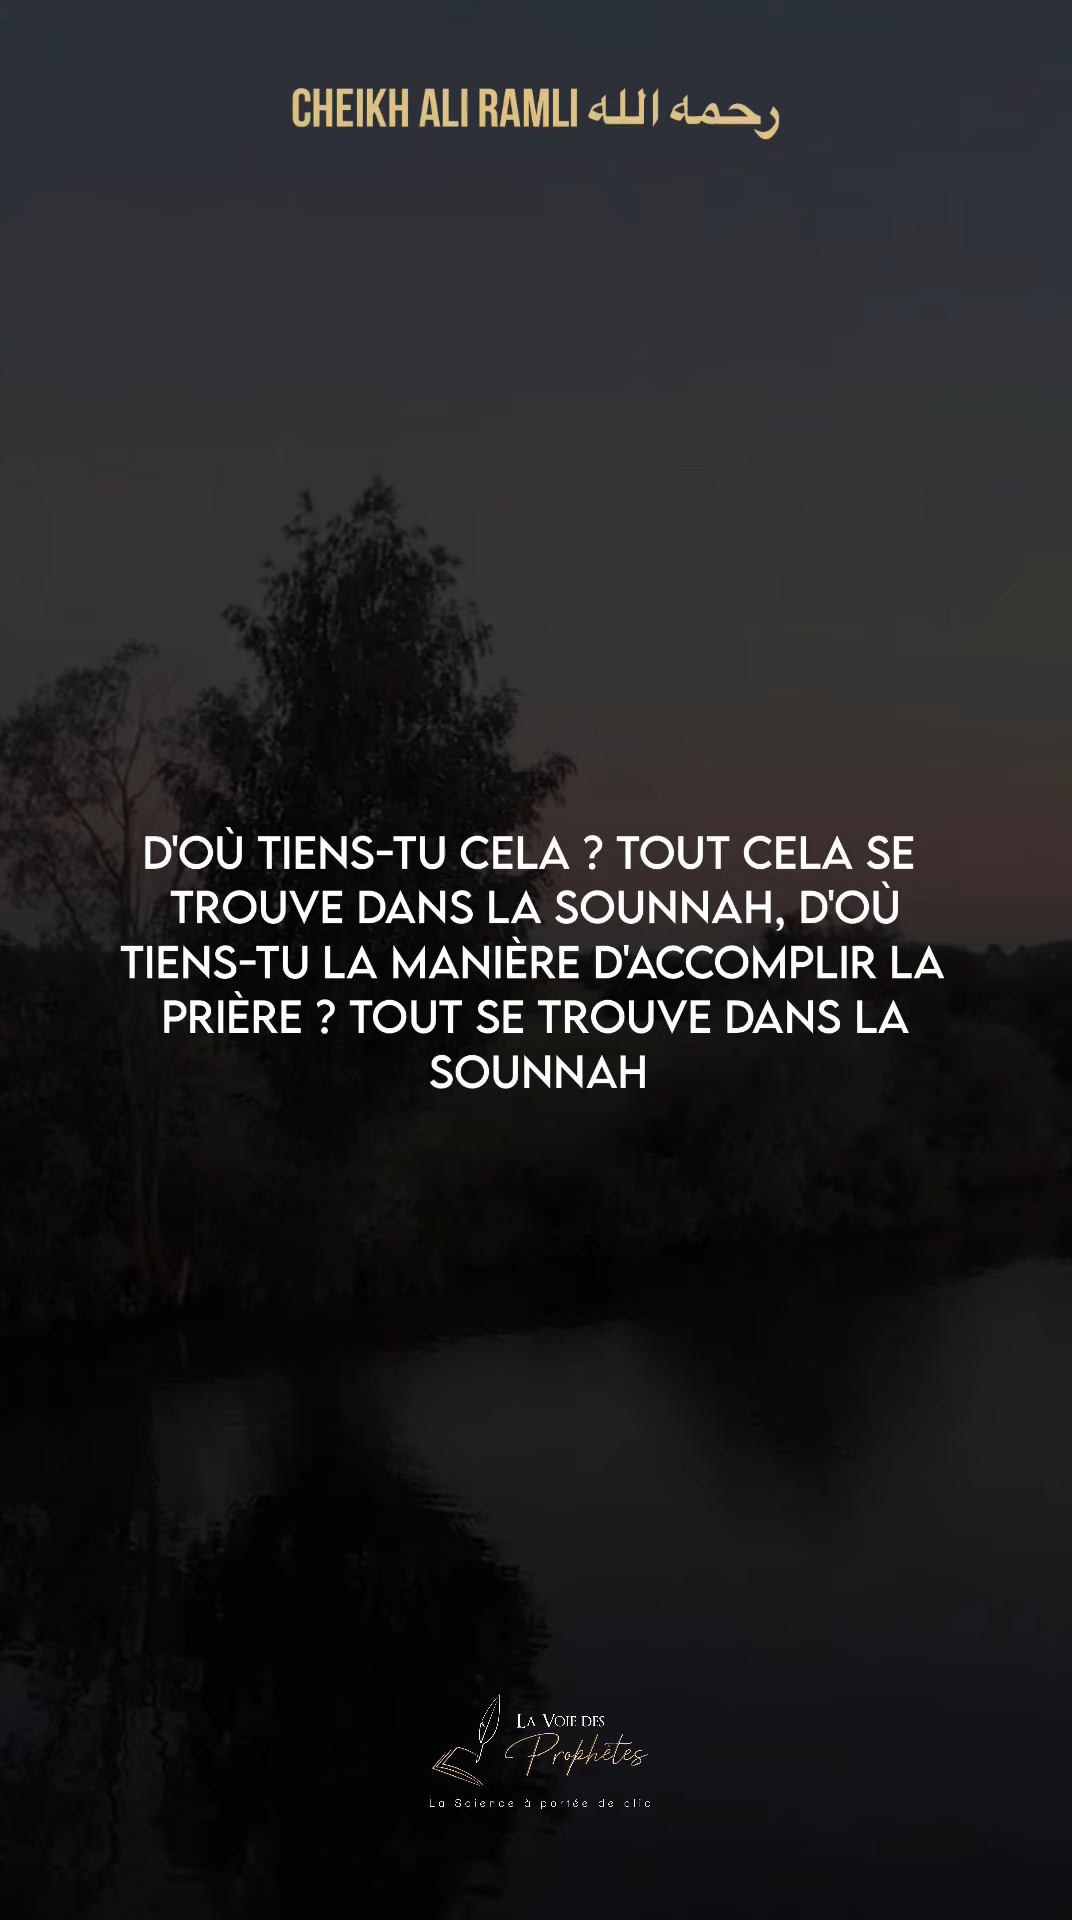 CHEIKH ALI RAMLI رحمه الله
D'OÙ TIENS-TU CELA ? TOUT CELA SE
TROUVE DANS LA SOUNNAH, D'OÙ
TIENS-TU LA MANIÈRE D'ACCOMPLIR LA
PRIÈRE ? TOUT SE TROUVE DANS LA
SOUNNAH
LA VOIE DES
Prophètes
La Science à portée de clic